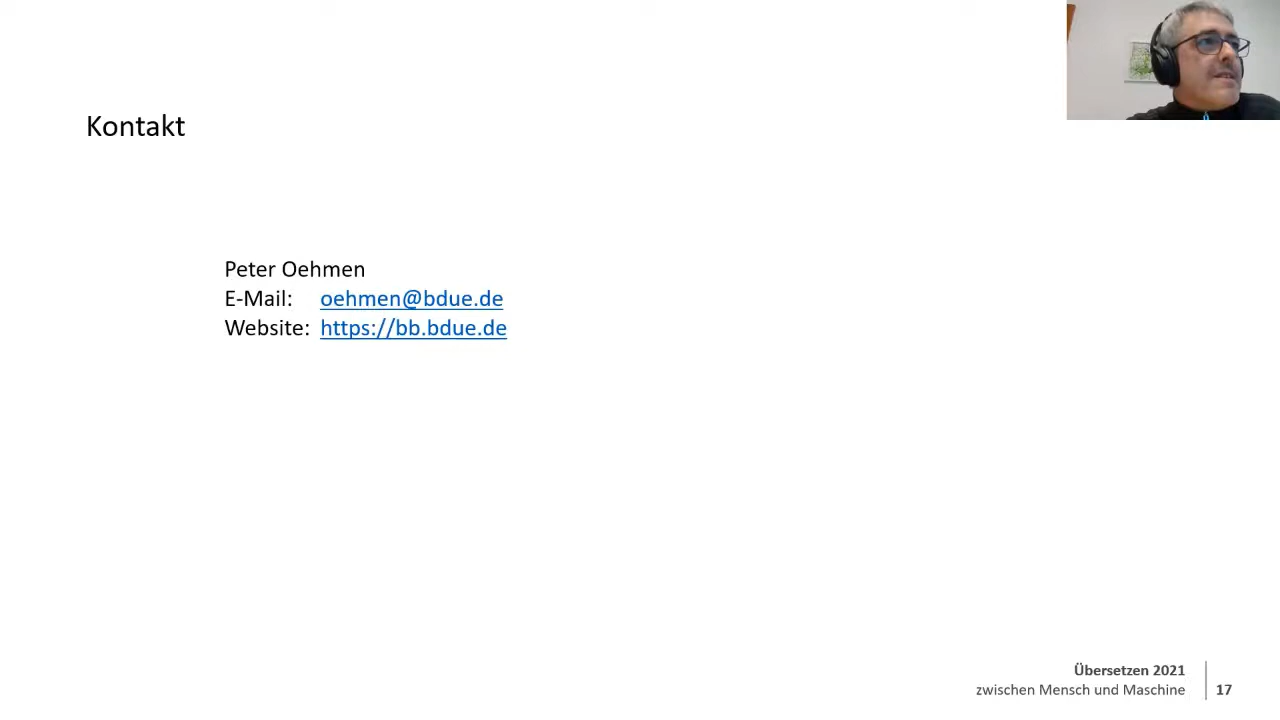 Kontakt
Peter Oehmen
E-Mail: oehmen@bdue.de
Website: https://bb.bdue.de
Übersetzen 2021
zwischen Mensch und Maschine
17